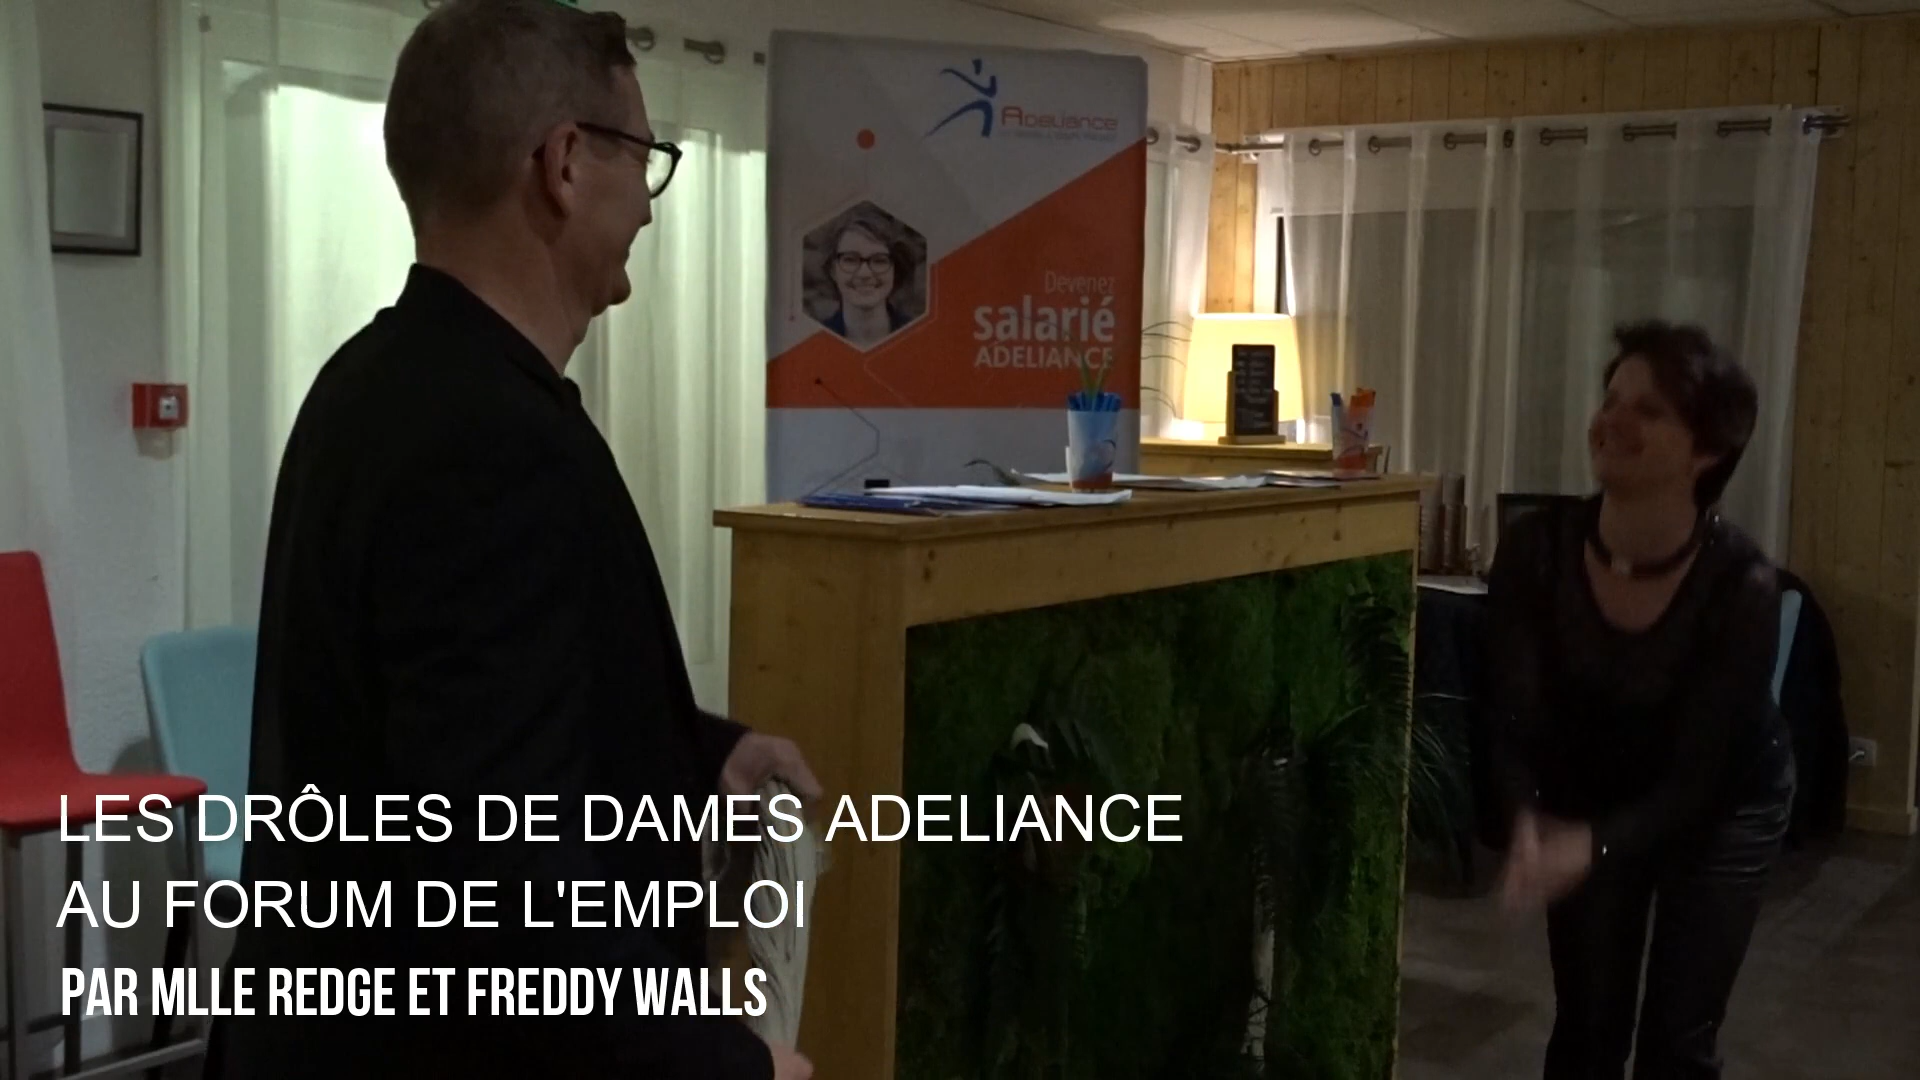 ADELIANCE
Devenez
salarié
ADELIANCE
LES DRÔLES DE DAMES ADELIANCE
AU FORUM DE L'EMPLOI
PAR MLLE REDGE ET FREDDY WALLS